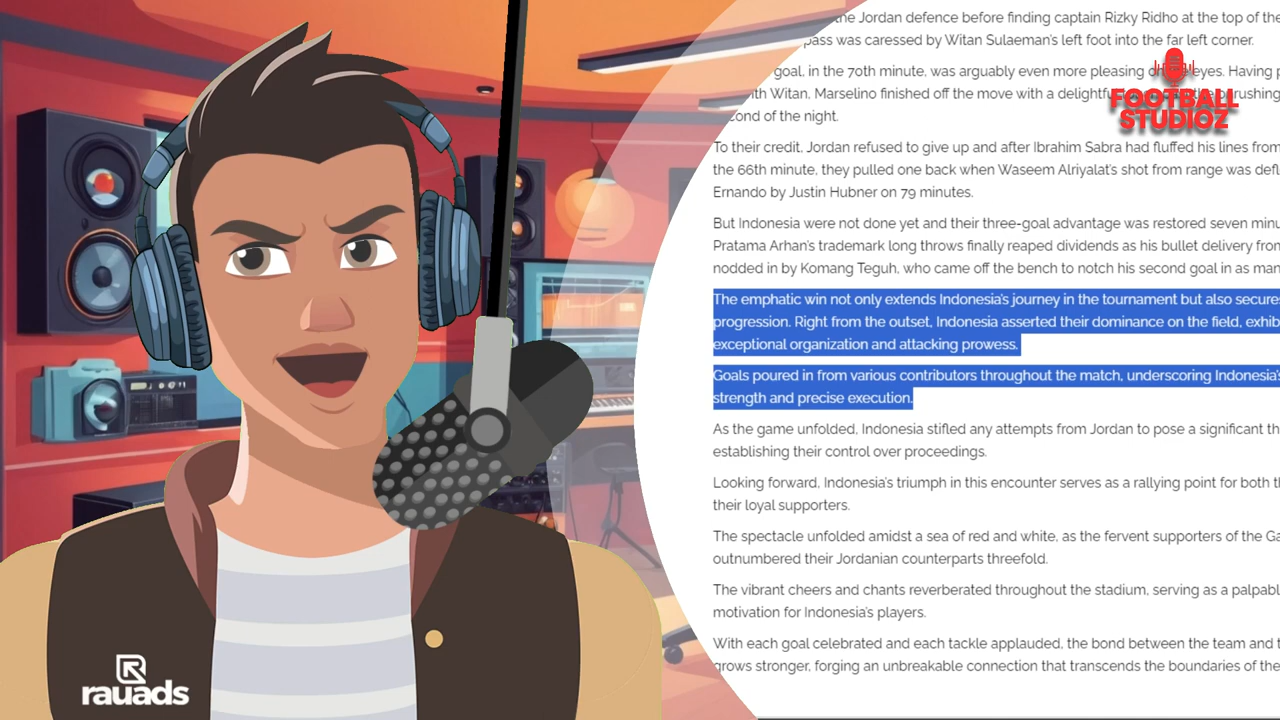 the Jordan defence before finding captain Rizky Ridho at the top of the
pass was caressed by Witan Sulaeman's left foot into the far left corner.
goal, in the 70th minute, was arguably even more pleasing on eyes. Having
with Witan, Marselino finished off the move with a rushing
second of the night.
To their credit, Jordan refused to give up and after Ibrahim Sabra had fluffed his lines from
the 66th minute, they pulled one back when Waseem Alriyalat's shot from range was
Ernando by Justin Hubner on 79 minutes.
But Indonesia were not done yet and their three-goal advantage was restored seven
Pratama Arhan's trademark long throws finally reaped dividends as his bullet delivery from
nodded in by Komang Teguh, who came off the bench to notch his second goal in as
The emphatic win not only extends Indonesia's journey in the tournament but also
progression. Right from the outset, Indonesia asserted their dominance on the field,
exceptional organization and attacking prowess.
Goals poured in from various contributors throughout the match, underscoring Indonesia's
strength and precise execution.
As the game unfolded, Indonesia stifled any attempts from Jordan to pose a significant
establishing their control over proceedings.
Looking forward, Indonesia's triumph in this encounter serves as a rallying point for both
their loyal supporters.
The spectacle unfolded amidst a sea of red and white, as the fervent supporters of the
outnumbered their Jordanian counterparts threefold.
The vibrant cheers and chants reverberated throughout the stadium, serving as a
motivation for Indonesia's players.
With each goal celebrated and each tackle applauded, the bond between the team and
grows stronger, forging an unbreakable connection that transcends the boundaries of the
FOOTBALL
STUDIOZ
rauads